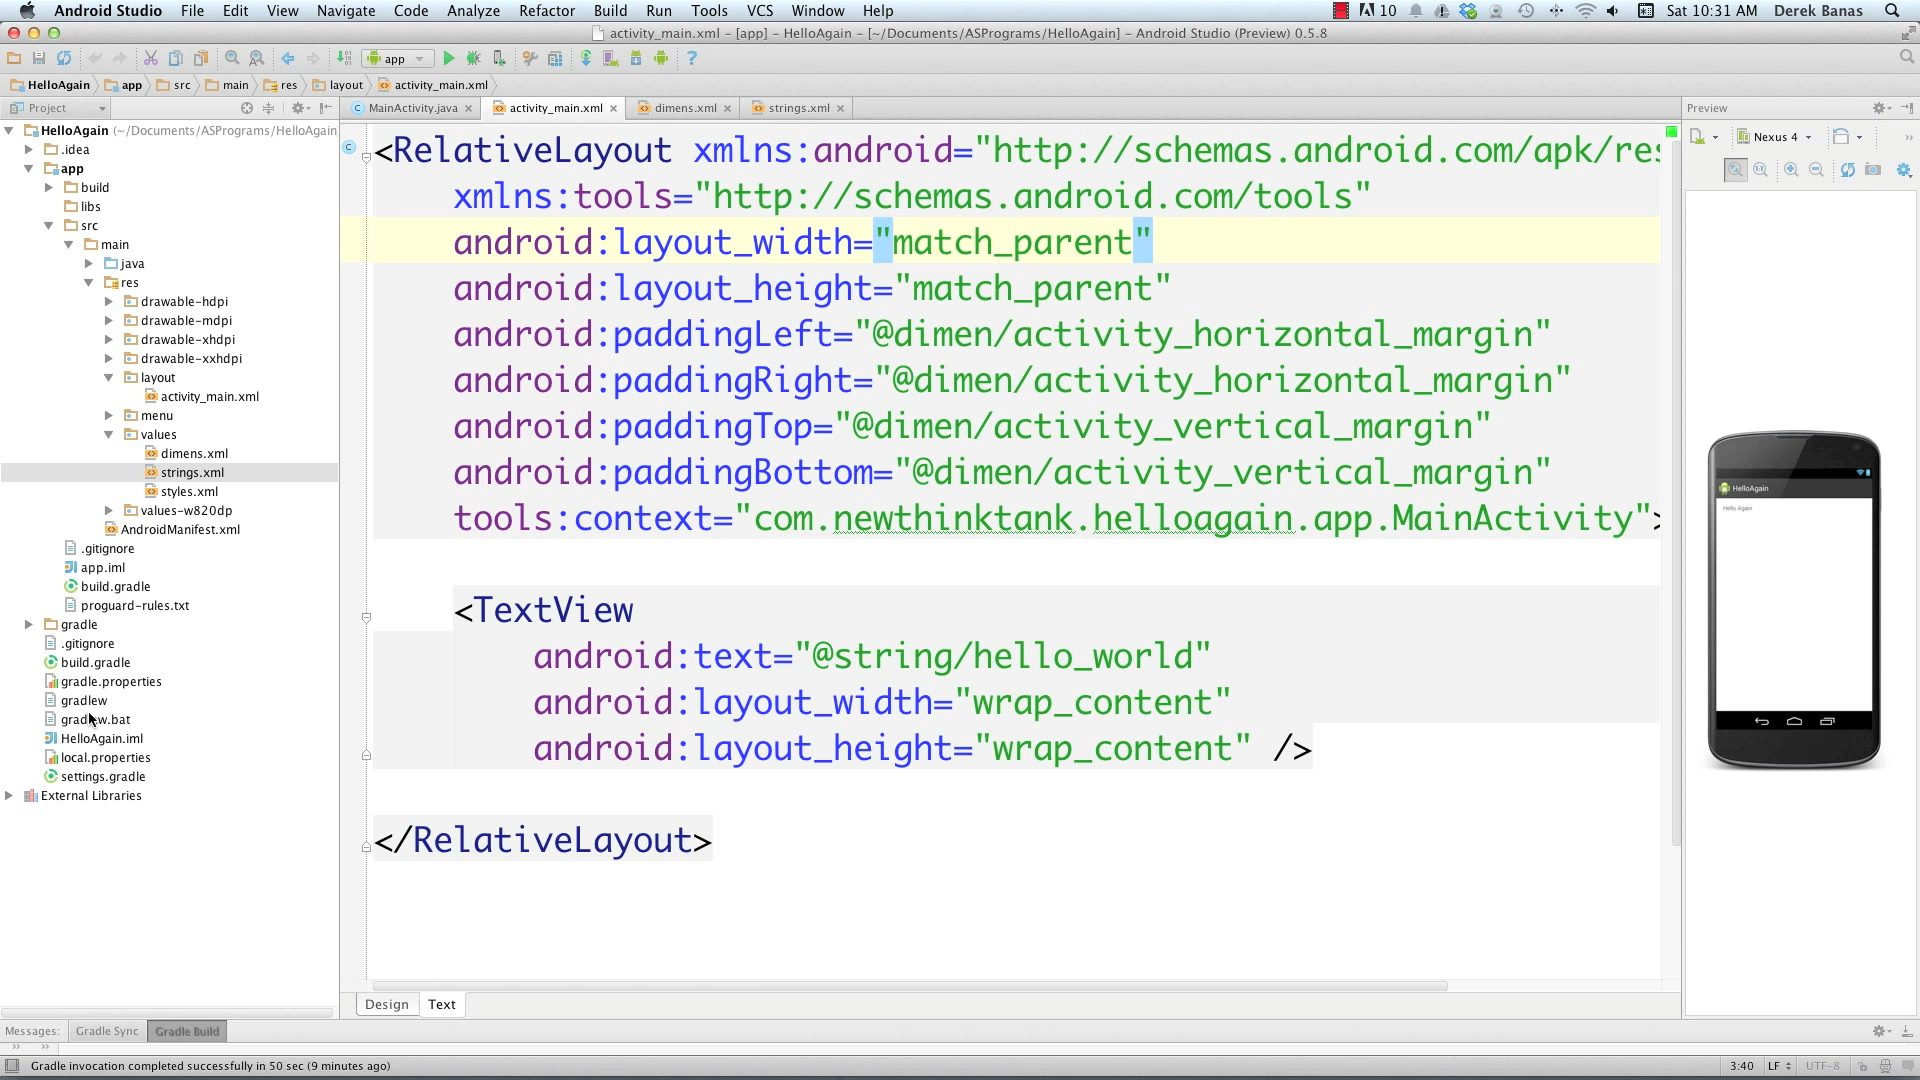 Android Studio File Edit View Navigate Code Analyze Refactor Build Run Tools VCS Window Help 10 Sat 10:31 AM Derek Banas
activity_main.xml – [app] – HelloAgain – [~/Documents/ASPrograms/HelloAgain] – Android Studio (Preview) 0.5.8
app
HelloAgain app src main res layout activity_main.xml
Project
MainActivity.java activity_main.xml dimens.xml strings.xml
Preview
HelloAgain (~/Documents/ASPrograms/HelloAgain
.idea
app
build
libs
src
main
java
res
drawable-hdpi
drawable-mdpi
drawable-xhdpi
drawable-xxhdpi
layout
activity_main.xml
menu
values
dimens.xml
strings.xml
styles.xml
values-w820dp
AndroidManifest.xml
.gitignore
app.iml
build.gradle
proguard-rules.txt
gradle
.gitignore
build.gradle
gradle.properties
gradlew
gradlew.bat
HelloAgain.iml
local.properties
settings.gradle
External Libraries
<RelativeLayout xmlns:android="http://schemas.android.com/apk/res
xmlns:tools="http://schemas.android.com/tools"
android:layout_width="match_parent"
android:layout_height="match_parent"
android:paddingLeft="@dimen/activity_horizontal_margin"
android:paddingRight="@dimen/activity_horizontal_margin"
android:paddingTop="@dimen/activity_vertical_margin"
android:paddingBottom="@dimen/activity_vertical_margin"
tools:context="com.newthinktank.helloagain.app.MainActivity">
<TextView
android:text="@string/hello_world"
android:layout_width="wrap_content"
android:layout_height="wrap_content" />
</RelativeLayout>
Nexus 4
HelloAgain
Hello Again
Design Text
Messages: Gradle Sync Gradle Build
Gradle invocation completed successfully in 50 sec (9 minutes ago)
3:40 LF UTF-8